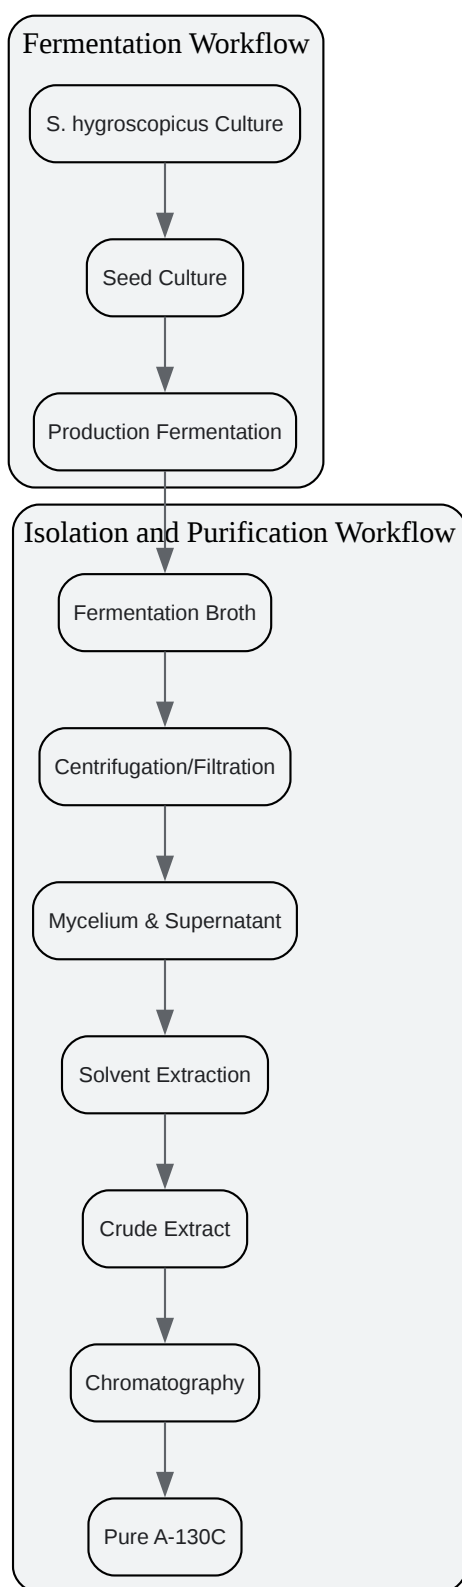 Fermentation Workflow
S. hygroscopicus Culture
Seed Culture
Production Fermentation
Isolation and Purification Workflow
Fermentation Broth
Centrifugation/Filtration
Mycelium & Supernatant
Solvent Extraction
Crude Extract
Chromatography
Pure A-130C